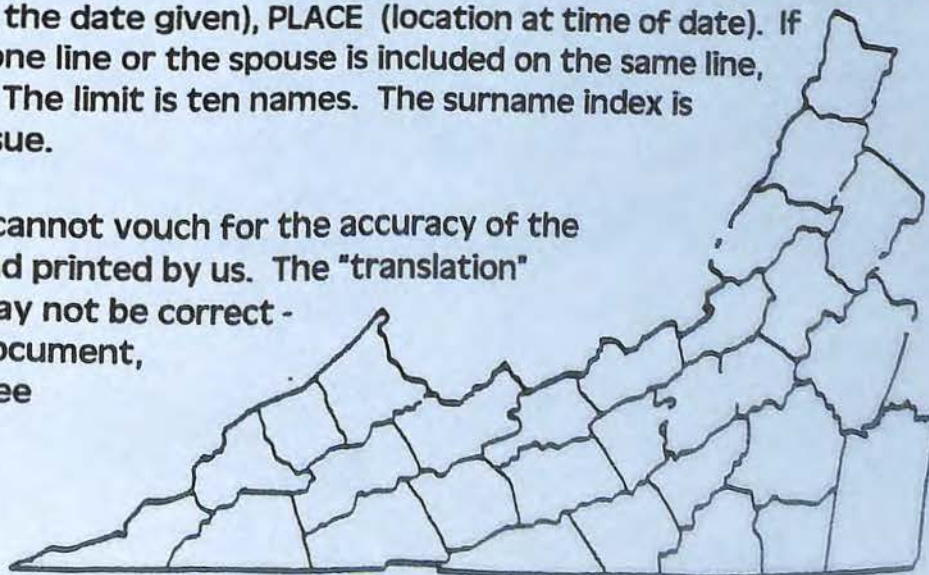 the date given), PLACE (location at time of date). If
one line or the spouse is included on the same line,
The limit is ten names. The surname index is
sue.
cannot vouch for the accuracy of the
d printed by us. The "translation"
ay not be correct -
ocument,
ee